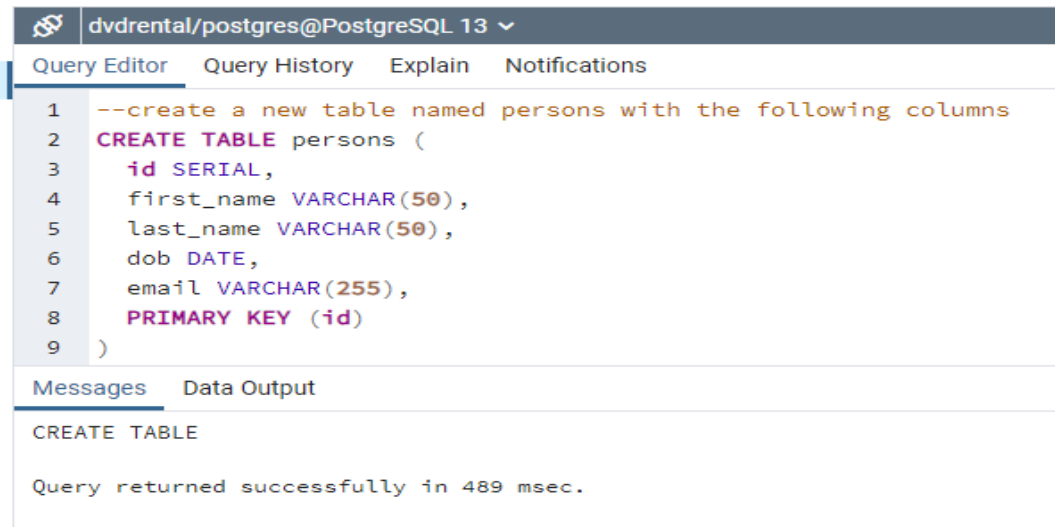 dvdrental/postgres@PostgreSQL 13
Query Editor Query History Explain Notifications
1 --create a new table named persons with the following columns
2 CREATE TABLE persons (
3 id SERIAL,
4 first_name VARCHAR(50),
5 last_name VARCHAR(50),
6 dob DATE,
7 email VARCHAR(255),
8 PRIMARY KEY (id)
9 )
Messages Data Output
CREATE TABLE
Query returned successfully in 489 msec.